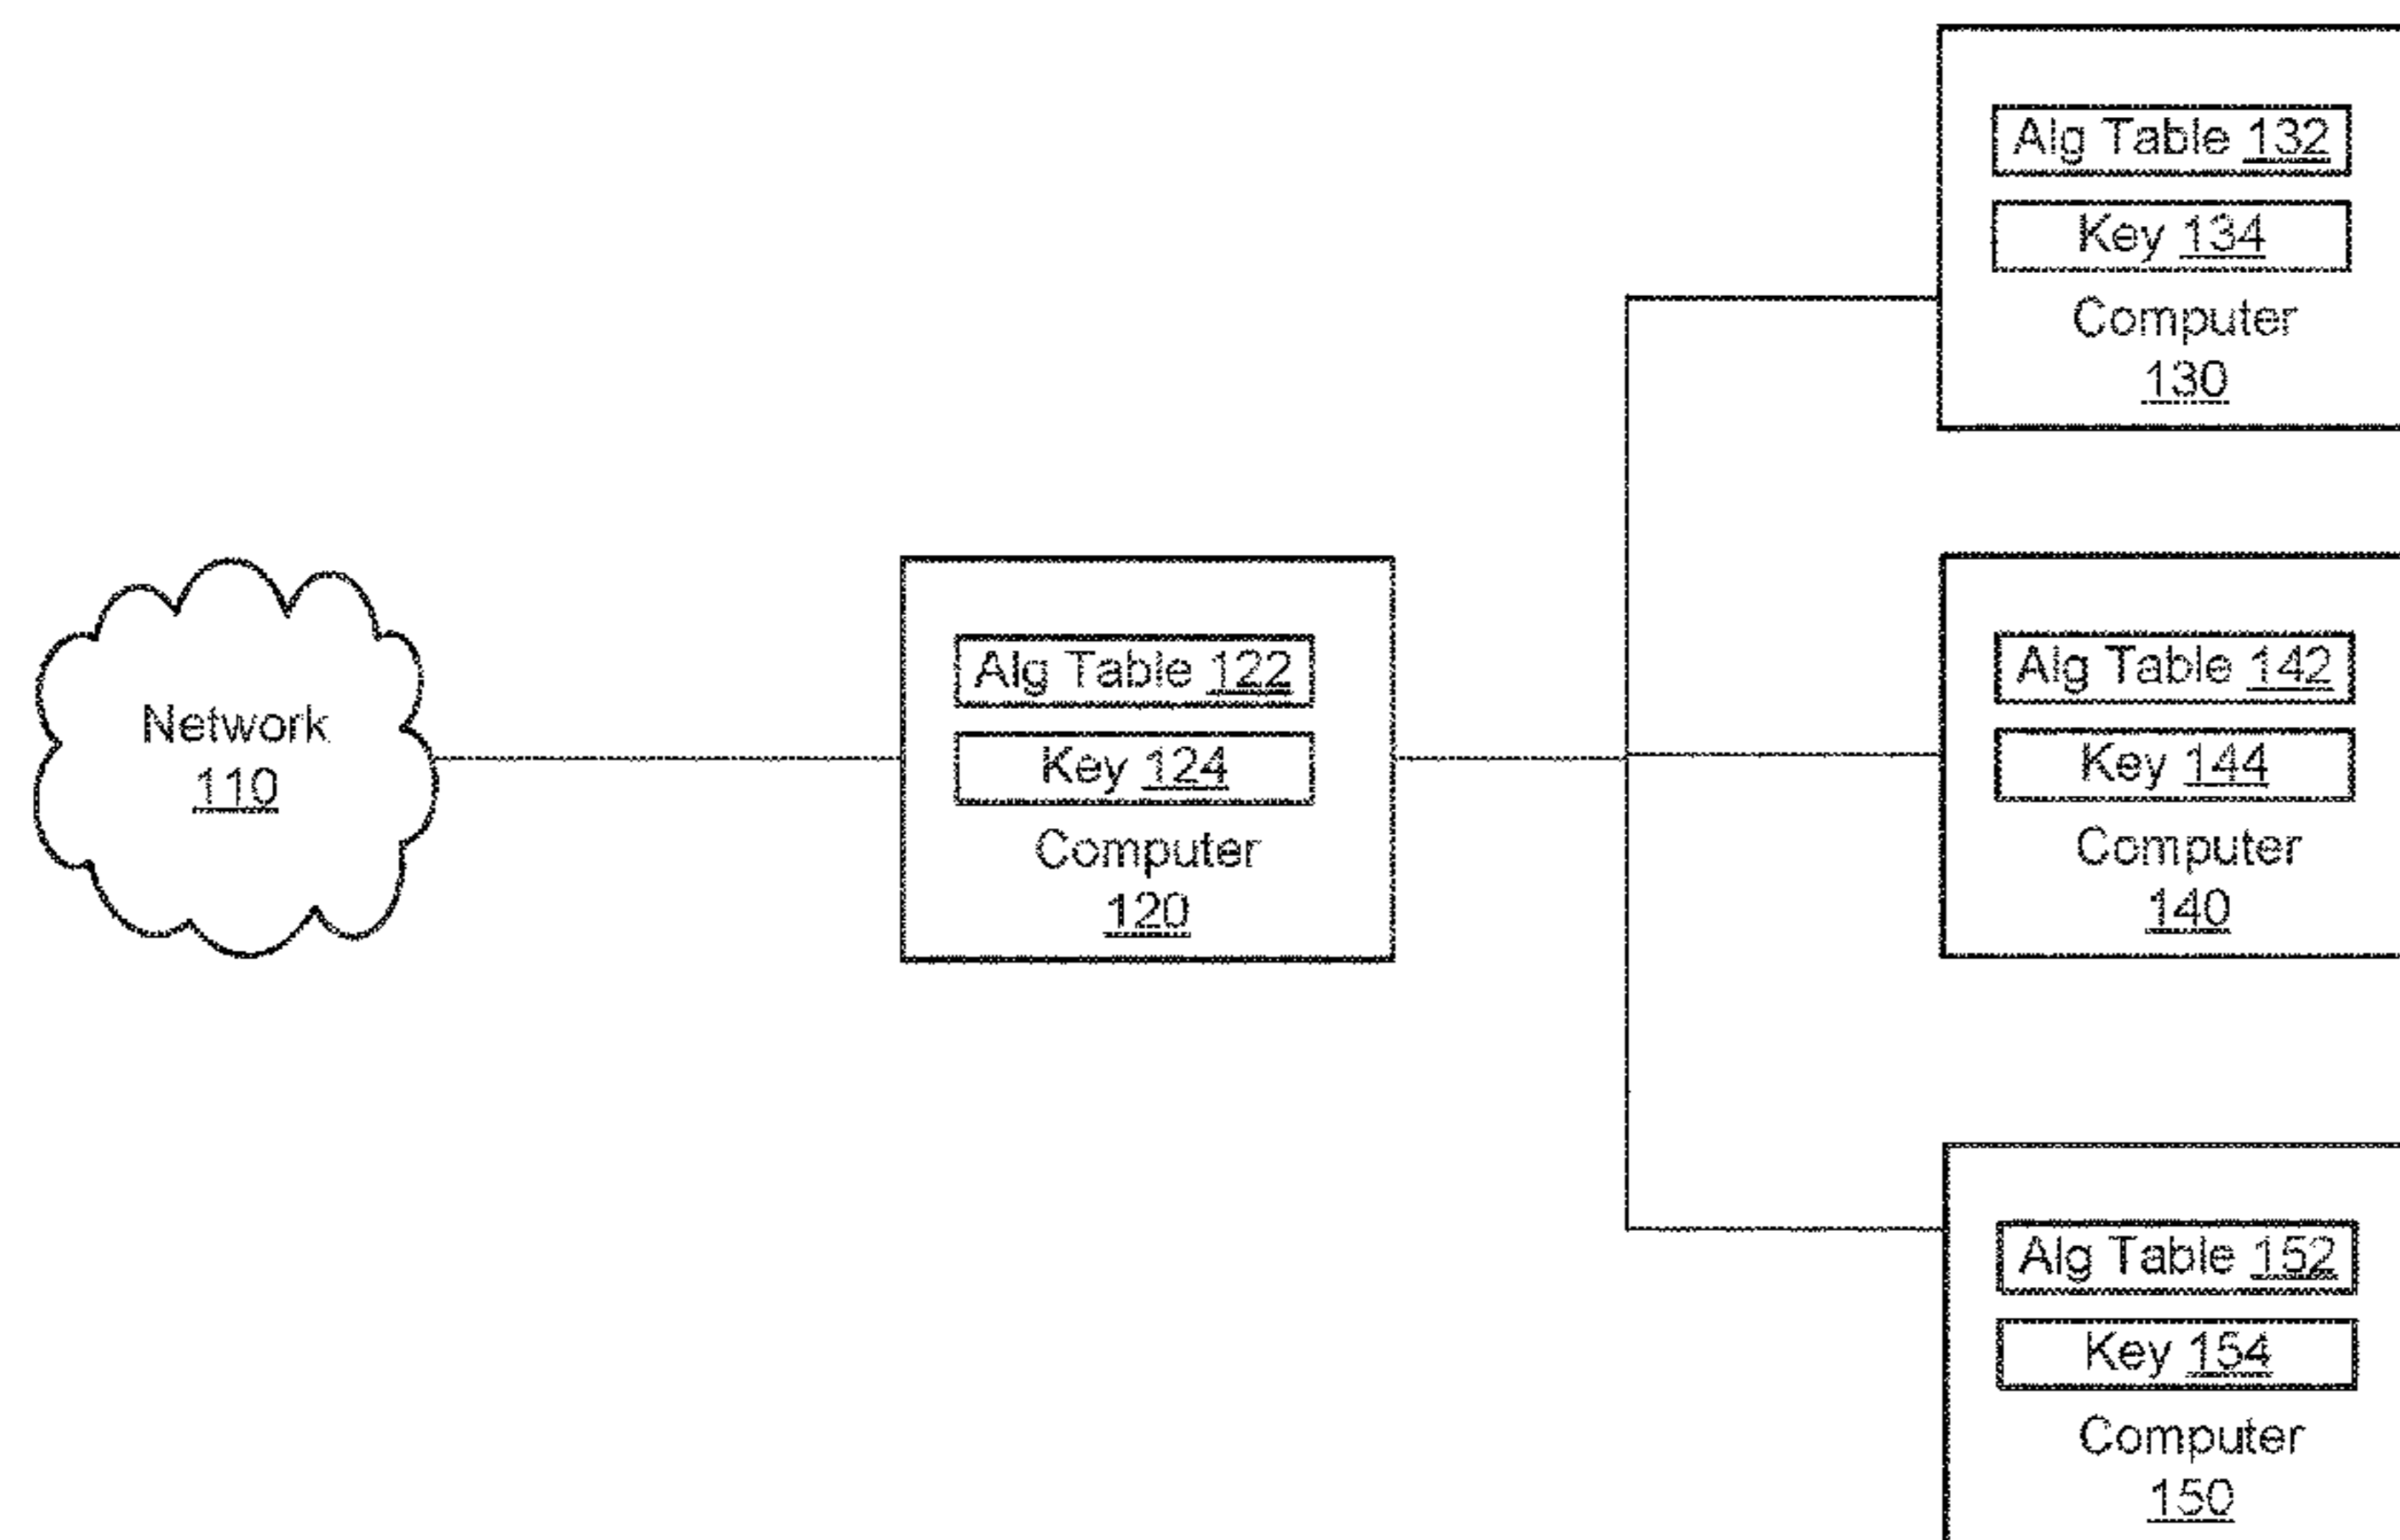 Network
110
Alg Table 122
Key 124
Computer
120
Alg Table 132
Key 134
Computer
130
Alg Table 142
Key 144
Computer
140
Alg Table 152
Key 154
Computer
150